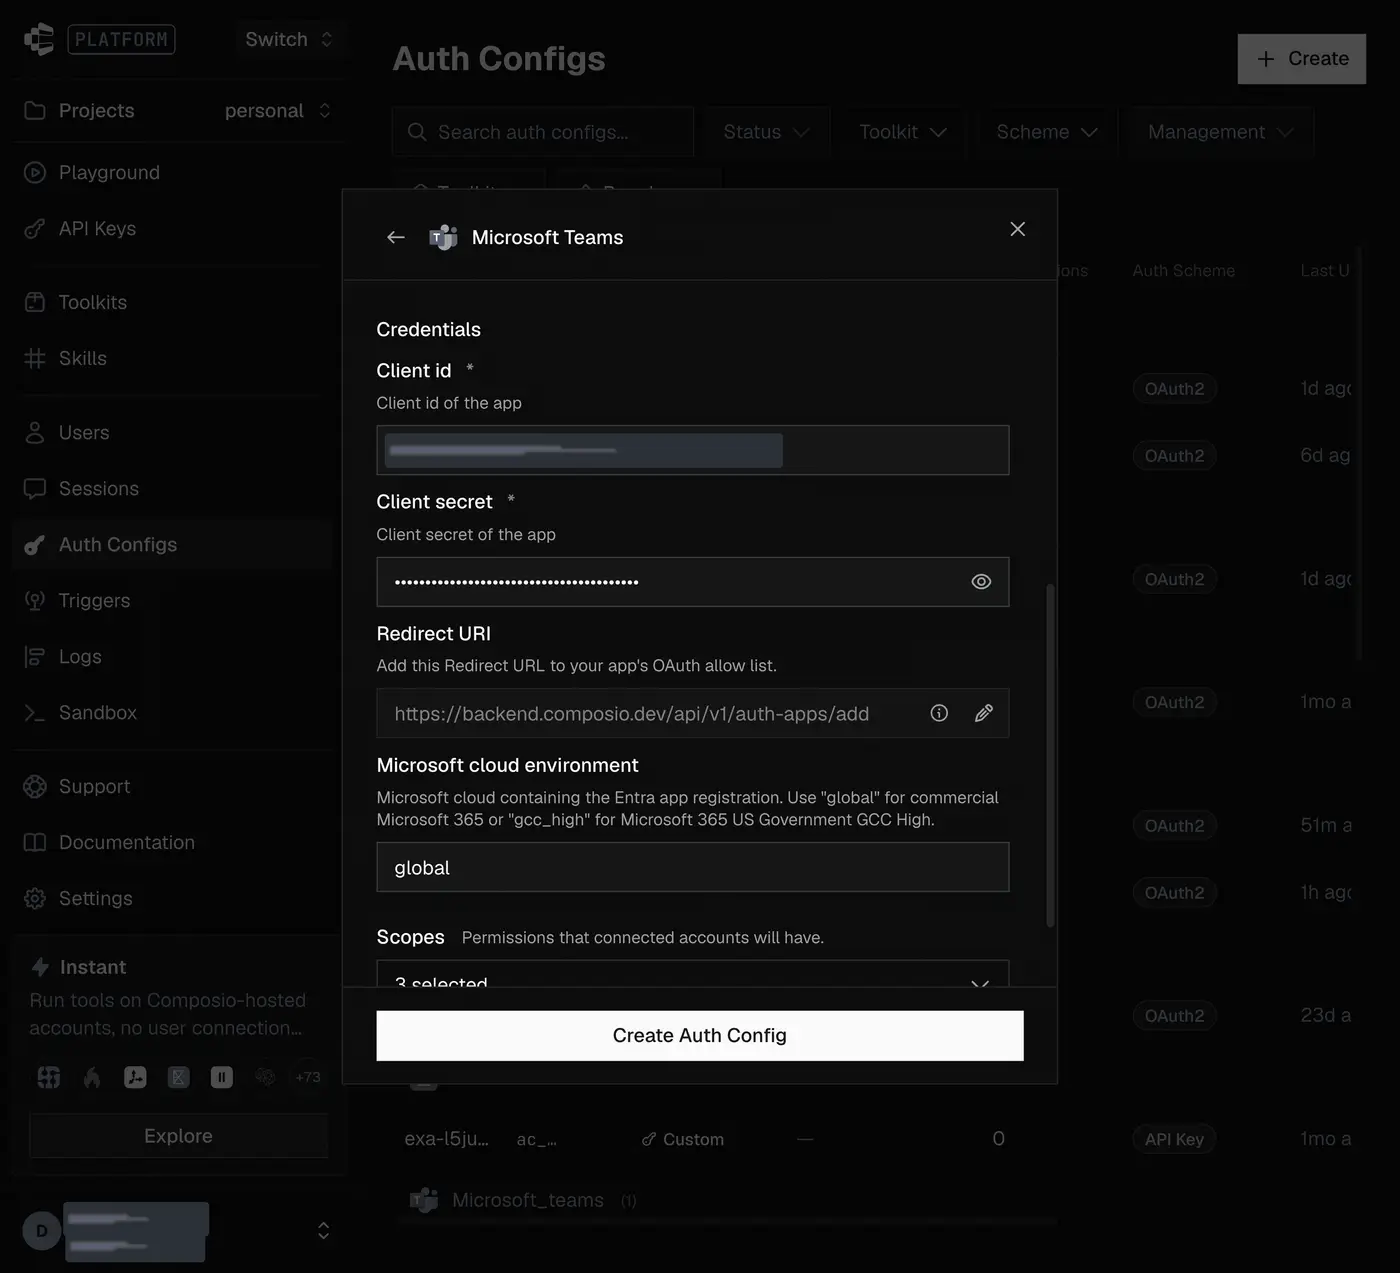 PLATFORM
Switch
Projects
personal
Playground
API Keys
Toolkits
Skills
Users
Sessions
Auth Configs
Triggers
Logs
Sandbox
Support
Documentation
Settings
Instant
Run tools on Composio-hosted
accounts, no user connection...
+73
Explore
D
Auth Configs
+ Create
Search auth configs...
Status
Toolkit
Scheme
Management
Auth Scheme
Last U
OAuth2
1d ago
OAuth2
6d ag
OAuth2
1d ago
OAuth2
1mo a
OAuth2
51m a
OAuth2
1h ago
OAuth2
23d a
Microsoft Teams
Credentials
Client id *
Client id of the app
Client secret *
Client secret of the app
••••••••••••••••••••••••••••••••••••••••
Redirect URI
Add this Redirect URL to your app's OAuth allow list.
https://backend.composio.dev/api/v1/auth-apps/add
Microsoft cloud environment
Microsoft cloud containing the Entra app registration. Use "global" for commercial
Microsoft 365 or "gcc_high" for Microsoft 365 US Government GCC High.
global
Scopes Permissions that connected accounts will have.
3 selected
Create Auth Config
exa-l5ju... ac_... Custom — 0 API Key 1mo a
Microsoft_teams (1)